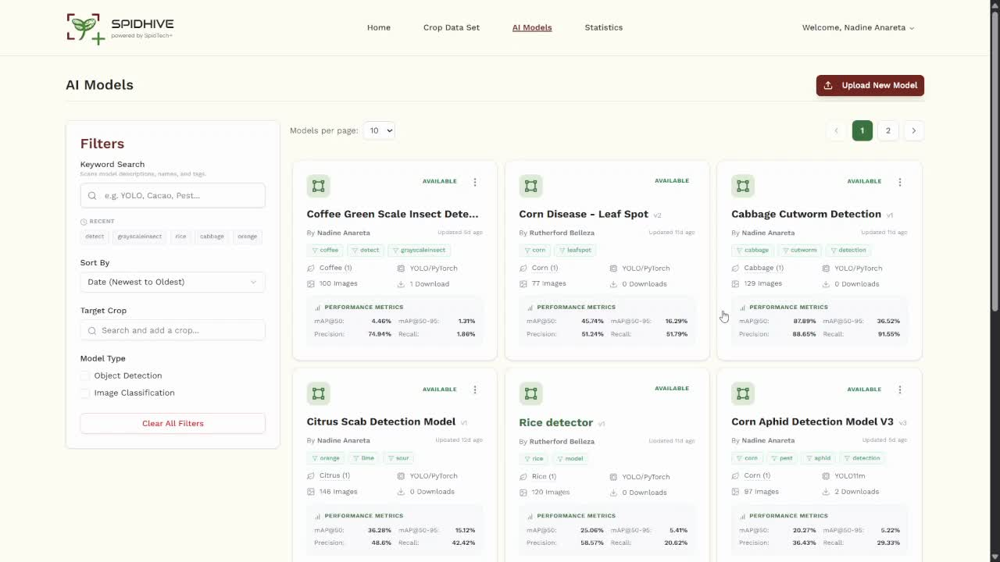 SPIDHIVE
powered by SpidTech+
Home
Crop Data Set
AI Models
Statistics
Welcome, Nadine Anareta
AI Models
Upload New Model
Filters
Keyword Search
Scans model descriptions, names, and tags.
e.g. YOLO, Cacao, Pest...
RECENT
detect grayscaleinsect rice cabbage orange
Sort By
Date (Newest to Oldest)
Target Crop
Search and add a crop...
Model Type
Object Detection
Image Classification
Clear All Filters
Models per page: 10
1 2
AVAILABLE
Coffee Green Scale Insect Dete...
By Nadine Anareta Updated 5d ago
coffee detect grayscaleinsect
Coffee (1) YOLO/PyTorch
100 Images 1 Download
PERFORMANCE METRICS
mAP@50: 4.46% mAP@50-95: 1.31%
Precision: 74.94% Recall: 1.86%
AVAILABLE
Corn Disease - Leaf Spot v2
By Rutherford Belleza Updated 11d ago
corn leafspot
Corn (1) YOLO/PyTorch
77 Images 0 Downloads
PERFORMANCE METRICS
mAP@50: 45.74% mAP@50-95: 16.29%
Precision: 51.24% Recall: 51.79%
AVAILABLE
Cabbage Cutworm Detection v1
By Nadine Anareta Updated 11d ago
cabbage cutworm detection
Cabbage (1) YOLO/PyTorch
129 Images 0 Downloads
PERFORMANCE METRICS
mAP@50: 87.89% mAP@50-95: 36.52%
Precision: 88.65% Recall: 91.55%
AVAILABLE
Citrus Scab Detection Model v1
By Nadine Anareta Updated 12d ago
orange lime sour
Citrus (1) YOLO/PyTorch
146 Images 0 Downloads
PERFORMANCE METRICS
mAP@50: 36.28% mAP@50-95: 15.12%
Precision: 48.6% Recall: 42.42%
AVAILABLE
Rice detector v1
By Rutherford Belleza Updated 11d ago
rice model
Rice (1) YOLO/PyTorch
120 Images 0 Downloads
PERFORMANCE METRICS
mAP@50: 25.06% mAP@50-95: 5.41%
Precision: 58.57% Recall: 20.62%
AVAILABLE
Corn Aphid Detection Model V3 v3
By Nadine Anareta Updated 5d ago
corn pest aphid detection
Corn (1) YOLO11m
97 Images 2 Downloads
PERFORMANCE METRICS
mAP@50: 20.27% mAP@50-95: 5.22%
Precision: 36.43% Recall: 29.33%